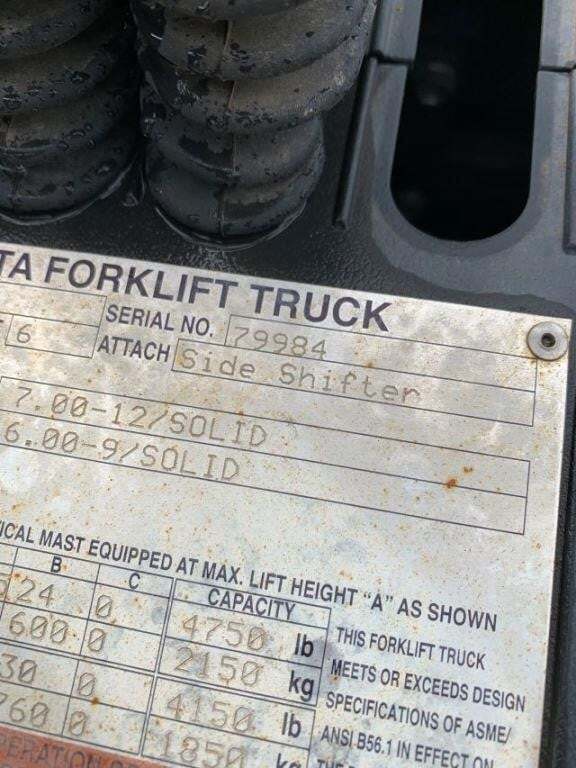 TA FORKLIFT TRUCK
SERIAL NO. 79984
6 ATTACH Side Shifter
7.00-12/SOLID
6.00-9/SOLID
ICAL MAST EQUIPPED AT MAX. LIFT HEIGHT "A" AS SHOWN
B C CAPACITY
24 0 4750 lb
600 0 2150 kg
30 0 4150 lb
760 0 1850 kg
THIS FORKLIFT TRUCK
MEETS OR EXCEEDS DESIGN
SPECIFICATIONS OF ASME/
ANSI B56.1 IN EFFECT ON
OPERATION